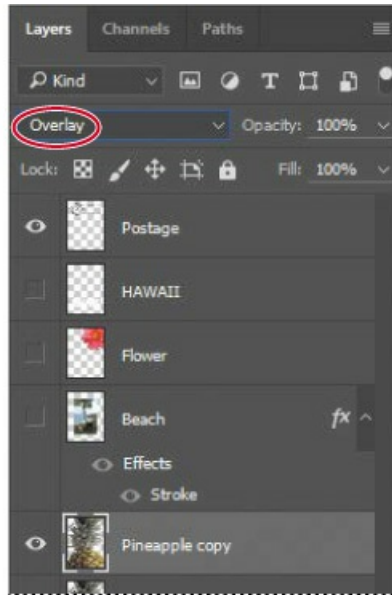 Layers Channels Paths
Kind T
Overlay Opacity: 100%
Lock: Fill: 100%
Postage
HAWAII
Flower
Beach fx
Effects
Stroke
Pineapple copy